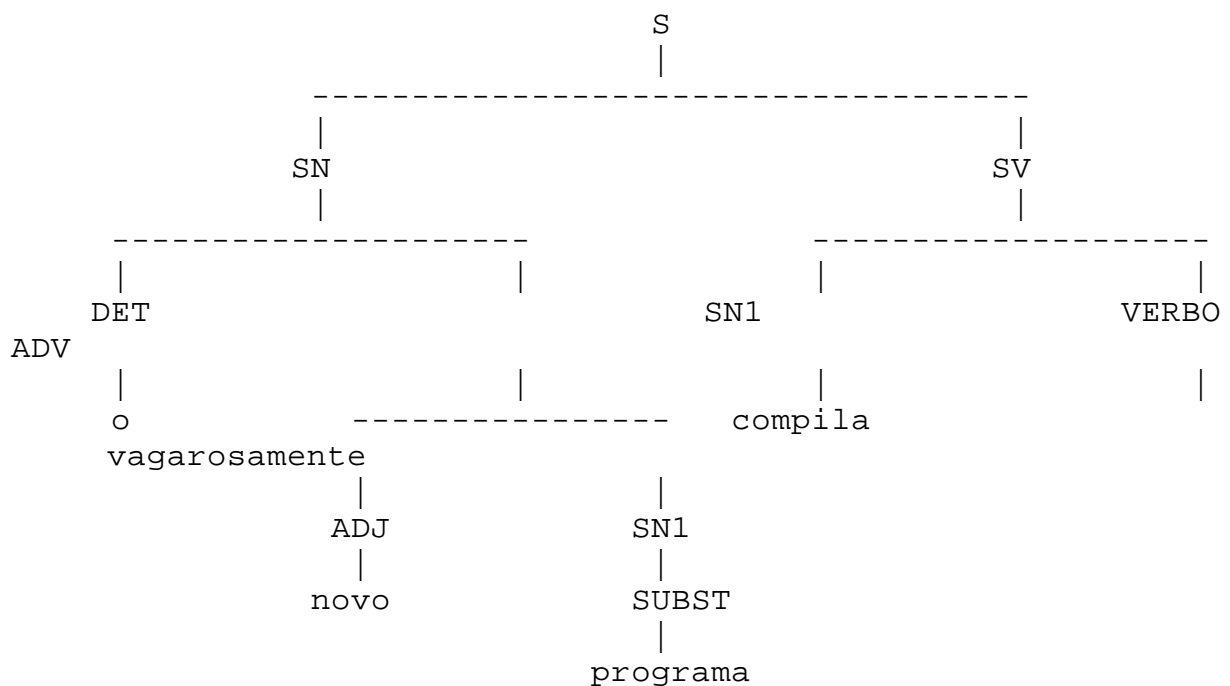 S
|
------------------------------------
| |
SN SV
| |
--------------------- --------------------
| | | |
DET SN1 VERBO
ADV
| | | |
o ---------------- compila
vagarosamente
| |
ADJ SN1
| |
novo SUBST
|
programa